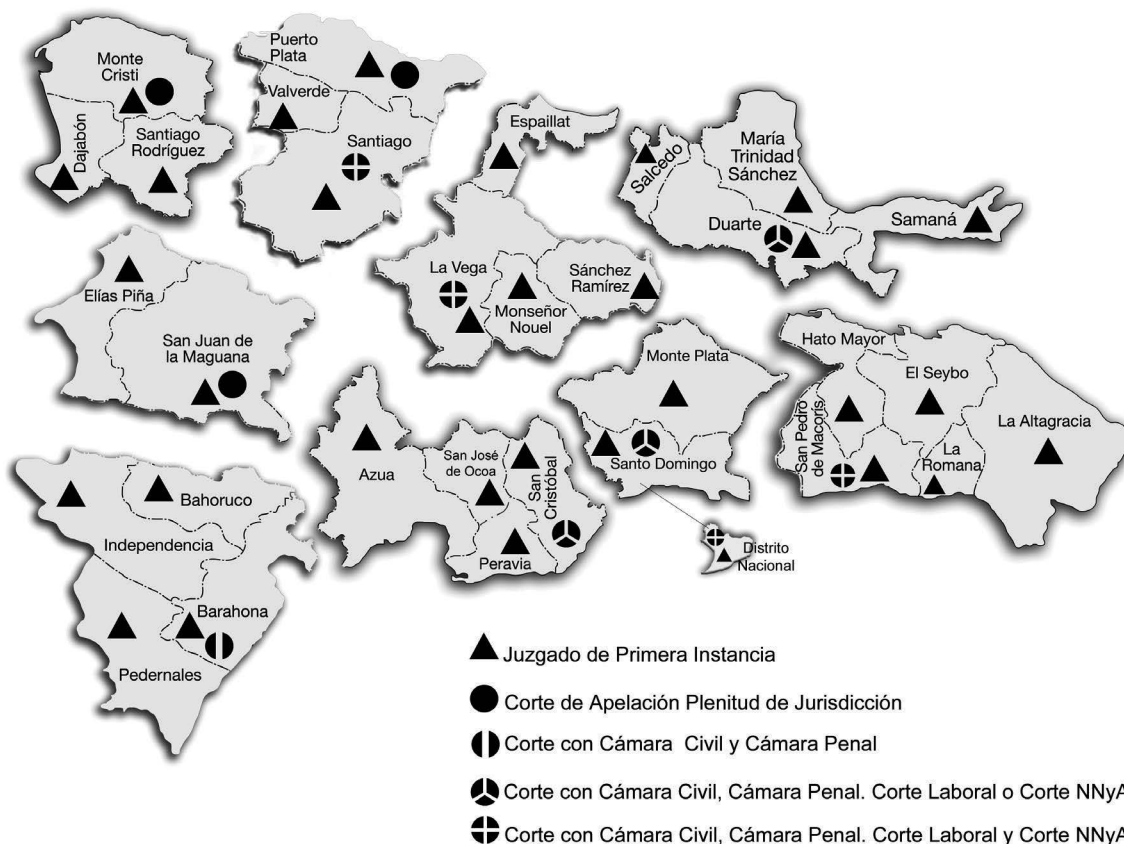 Monte
Cristi
Dajabón
Santiago
Rodríguez
Puerto
Plata
Valverde
Santiago
Espaillat
La Vega
Monseñor
Nouel
Sánchez
Ramírez
Salcedo
María
Trinidad
Sánchez
Duarte
Samaná
Elías Piña
San Juan de
la Maguana
Azua
San José
de Ocoa
San
Cristóbal
Peravia
Monte Plata
Santo Domingo
Distrito
Nacional
Hato Mayor
El Seybo
San Pedro
de Macorís
La
Romana
La Altagracia
Bahoruco
Independencia
Barahona
Pedernales
Juzgado de Primera Instancia
Corte de Apelación Plenitud de Jurisdicción
Corte con Cámara Civil y Cámara Penal
Corte con Cámara Civil, Cámara Penal. Corte Laboral o Corte NNyA
Corte con Cámara Civil, Cámara Penal. Corte Laboral y Corte NNyA